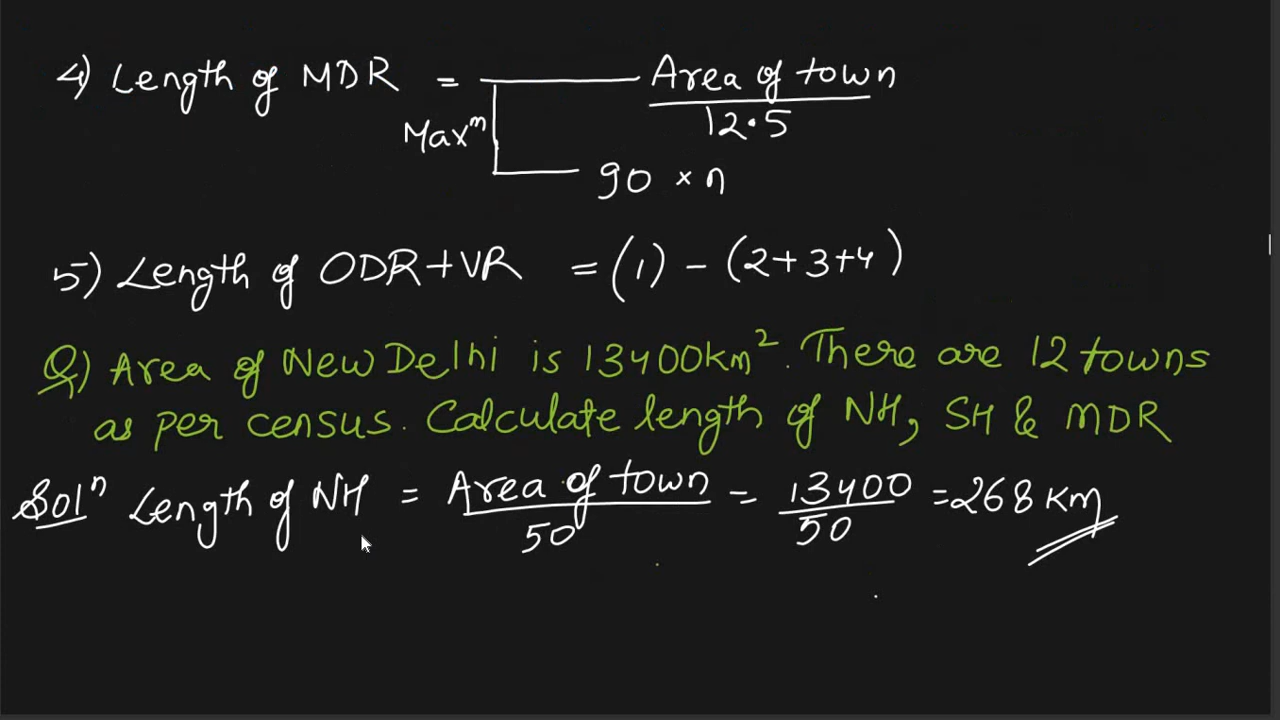 4) Length of MDR = Area of town
12.5
Maxᵐ
90 × n
5) Length of ODR+VR = (1) - (2+3+4)
Q) Area of New Delhi is 13400km². There are 12 towns
as per census. Calculate length of NH, SH & MDR
Solⁿ Length of NH = Area of town / 50 = 13400 / 50 = 268 km